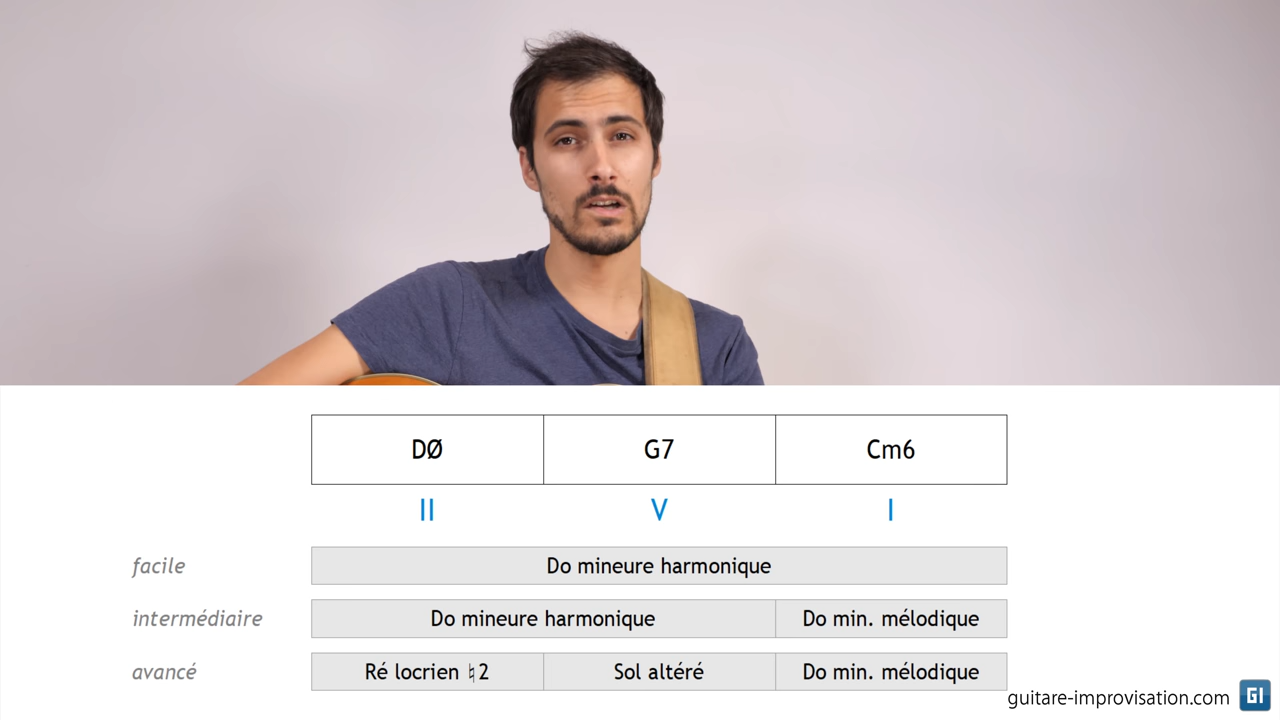 DØ G7 Cm6
II V I
facile Do mineure harmonique
intermédiaire Do mineure harmonique Do min. mélodique
avancé Ré locrien ♮2 Sol altéré Do min. mélodique
guitare-improvisation.com GI